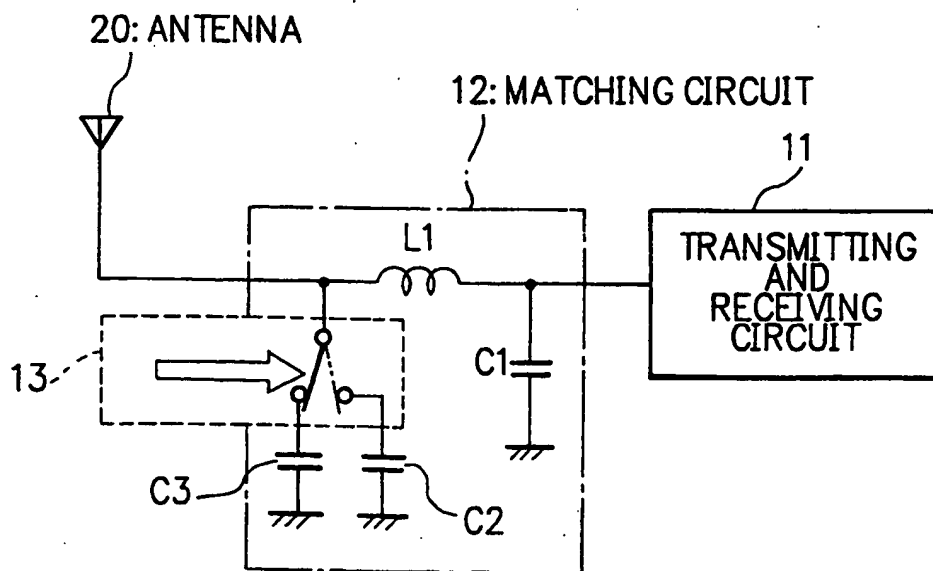 20: ANTENNA
12: MATCHING CIRCUIT
11
L1
TRANSMITTING
AND
RECEIVING
CIRCUIT
13
C1
C3
C2